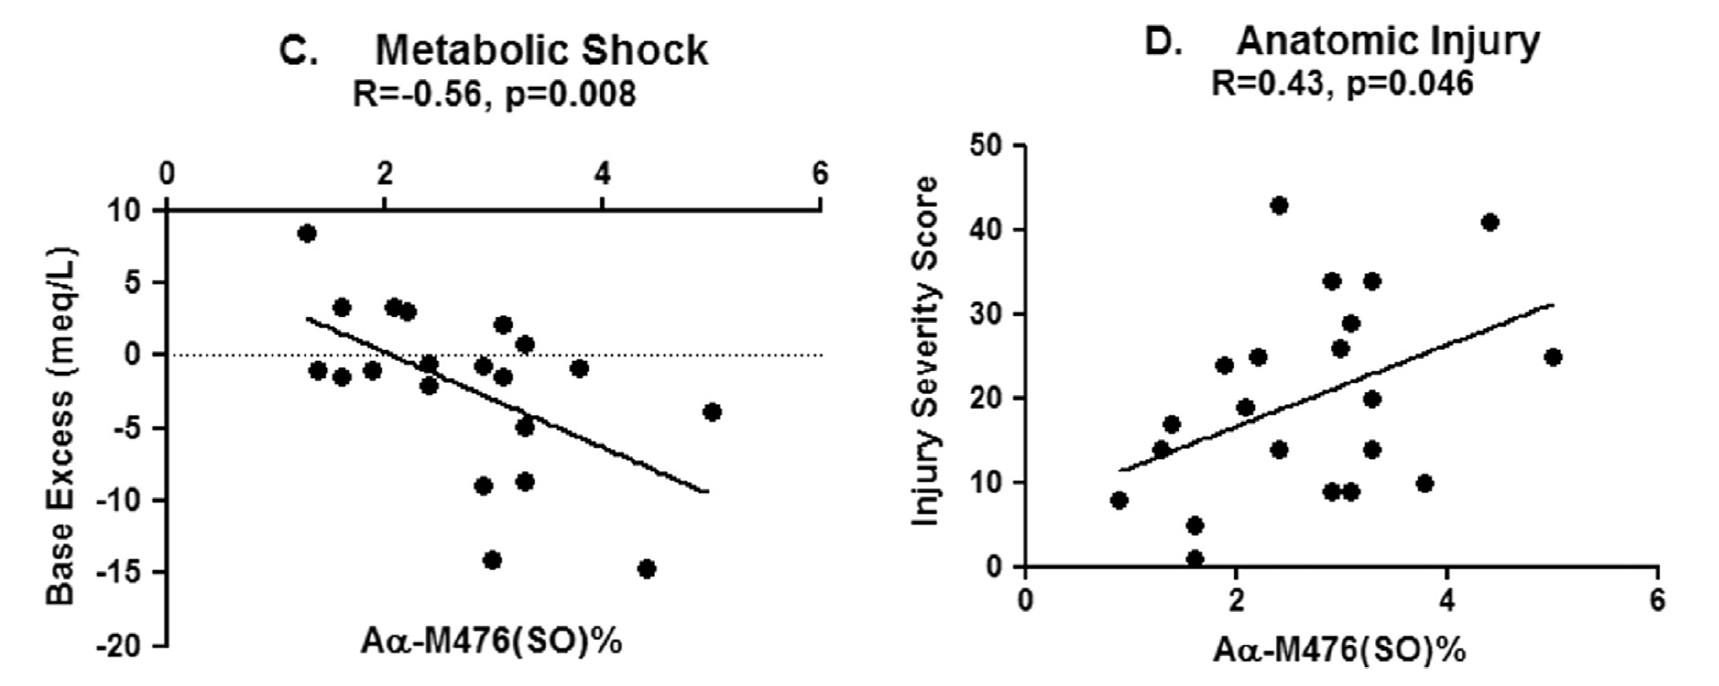 C. Metabolic Shock
R=-0.56, p=0.008
0 2 4 6
10
5
0
-5
-10
-15
-20
Base Excess (meq/L)
Aα-M476(SO)%
D. Anatomic Injury
R=0.43, p=0.046
50
40
30
20
10
0
Injury Severity Score
0 2 4 6
Aα-M476(SO)%